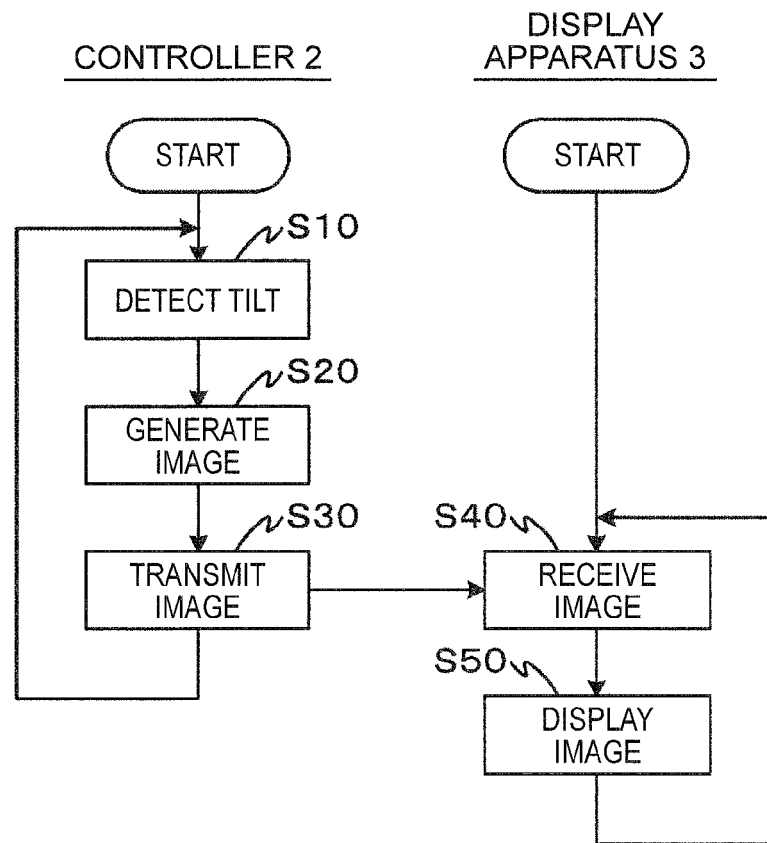 CONTROLLER 2
START
S10
DETECT TILT
S20
GENERATE
IMAGE
S30
TRANSMIT
IMAGE
DISPLAY
APPARATUS 3
START
S40
RECEIVE
IMAGE
S50
DISPLAY
IMAGE